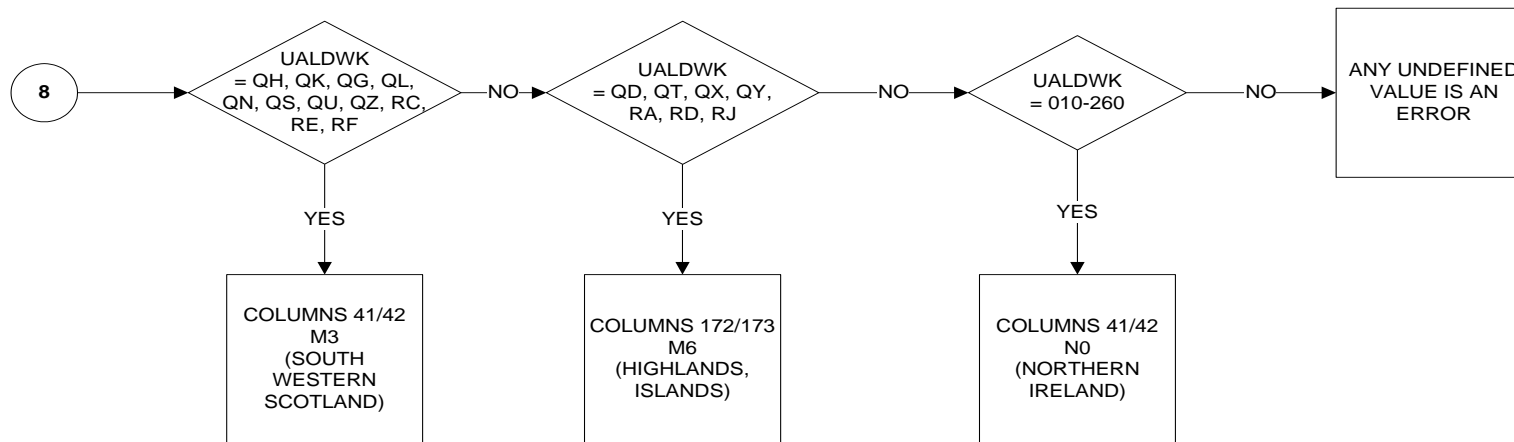 8
UALDWK
= QH, QK, QG, QL,
QN, QS, QU, QZ, RC,
RE, RF
NO
UALDWK
= QD, QT, QX, QY,
RA, RD, RJ
NO
UALDWK
= 010-260
NO
ANY UNDEFINED
VALUE IS AN
ERROR
YES
YES
YES
COLUMNS 41/42
M3
(SOUTH
WESTERN
SCOTLAND)
COLUMNS 172/173
M6
(HIGHLANDS,
ISLANDS)
COLUMNS 41/42
N0
(NORTHERN
IRELAND)